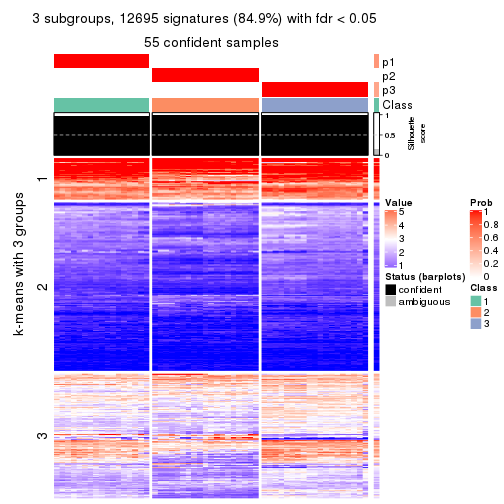 3 subgroups, 12695 signatures (84.9%) with fdr < 0.05
55 confident samples
p1
p2
p3
Class
1
0.5
0
Silhouette
score
k-means with 3 groups
1
2
3
Value
5
4
3
2
1
Status (barplots)
confident
ambiguous
Prob
1
0.8
0.6
0.4
0.2
0
Class
1
2
3